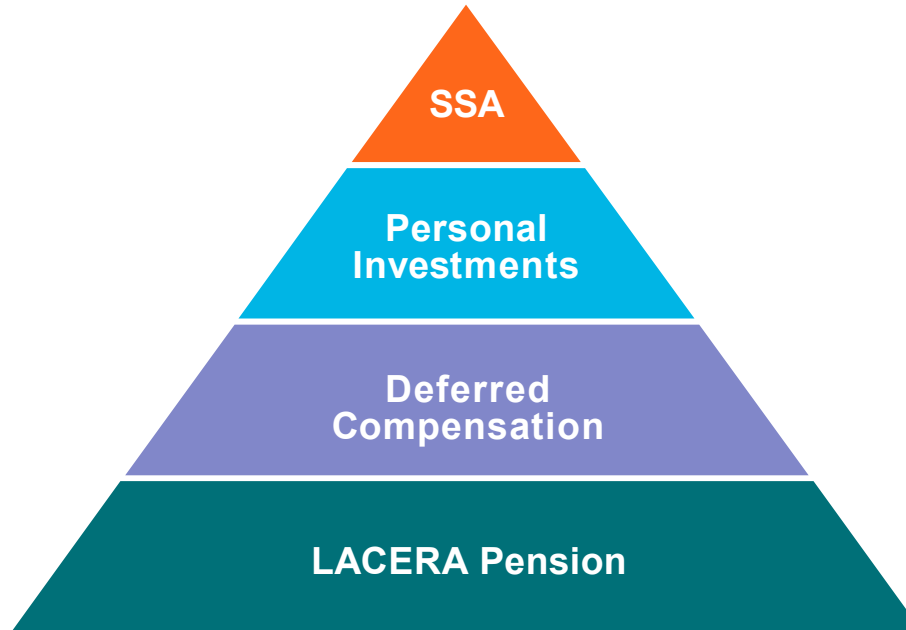 SSA
Personal
Investments
Deferred
Compensation
LACERA Pension